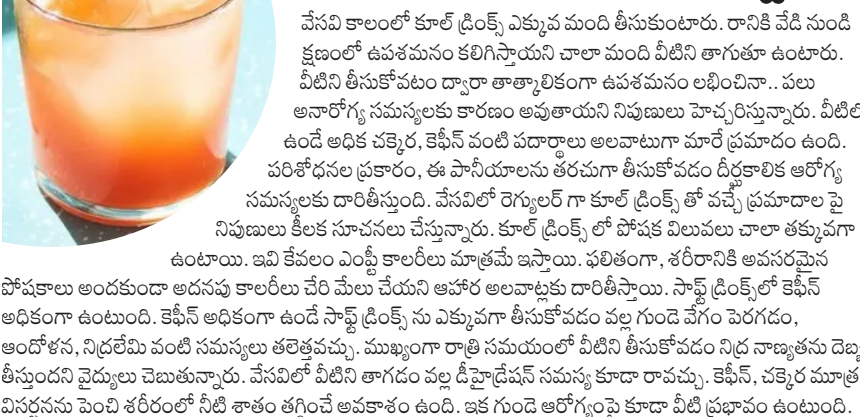 వేసవి కాలంలో కూల్ డ్రింక్స్ ఎక్కువ మంది తీసుకుంటారు. రానికి వేడి నుండి
క్షణంలో ఉపశమనం కలిగిస్తాయని చాలా మంది వీటిని తాగుతూ ఉంటారు.
వీటిని తీసుకోవటం ద్వారా తాత్కాలికంగా ఉపశమనం లభించినా.. పలు
అనారోగ్య సమస్యలకు కారణం అవుతాయని నిపుణులు హెచ్చరిస్తున్నారు.
ఉండే అధిక చక్కెర, కెఫీన్ వంటి పదార్థాలు అలవాటుగా మారే ప్రమాదం ఉంది.
పరిశోధనల ప్రకారం, ఈ పానీయాలను తరచుగా తీసుకోవడం దీర్ఘకాలిక ఆరోగ్య
సమస్యలకు దారితీస్తుంది. వేసవిలో రెగ్యులర్ గా కూల్ డ్రింక్స్ తో వచ్చే ప్రమాదాల పై
నిపుణులు కీలక సూచనలు చేస్తున్నారు. కూల్ డ్రింక్స్ లో పోషక విలువలు చాలా తక్కువగా
ఉంటాయి. ఇవి కేవలం ఎంప్టీ కాలరీలు మాత్రమే ఇస్తాయి. ఫలితంగా, శరీరానికి అవసరమైన
పోషకాలు అందకుండా అదనపు కాలరీలు చేరి మేలు చేయని ఆహార అలవాట్లకు దారితీస్తాయి. సాఫ్ట్ డ్రింక్స్‌లో కెఫీన్
అధికంగా ఉంటుంది. కెఫీన్ అధికంగా ఉండే సాఫ్ట్ డ్రింక్స్ ను ఎక్కువగా తీసుకోవడం వల్ల గుండె వేగం పెరగడం,
ఆందోళన, నిద్రలేమి వంటి సమస్యలు తలెత్తవచ్చు. ముఖ్యంగా రాత్రి సమయంలో వీటిని తీసుకోవడం నిద్ర నాణ్యతను
తీస్తుందని వైద్యులు చెబుతున్నారు. వేసవిలో వీటిని తాగడం వల్ల డీహైడ్రేషన్ సమస్య కూడా రావచ్చు. కెఫీన్, చక్కెర మూత్ర
విసర్జనను పెంచి శరీరంలో నీటి శాతం తగ్గించే అవకాశం ఉంది. ఇక గుండె ఆరోగ్యంపై కూడా వీటి ప్రభావం ఉంటుంది.